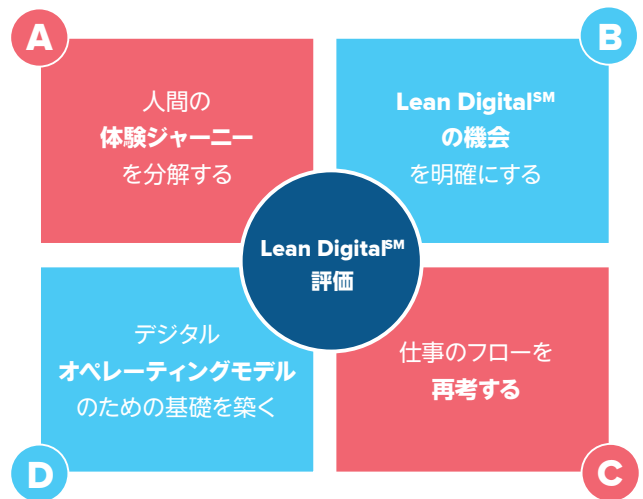 A
人間の
体験ジャーニー
を分解する
B
Lean Digital℠
の機会
を明確にする
Lean Digital℠
評価
デジタル
オペレーティングモデル
のための基礎を築く
D
仕事のフローを
再考する
C